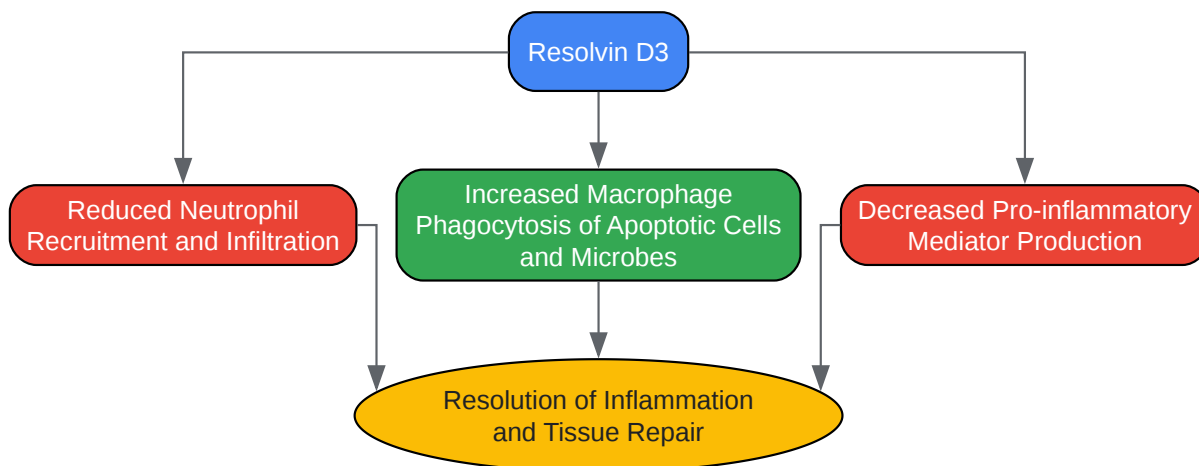 Resolvin D3
Reduced Neutrophil
Recruitment and Infiltration
Increased Macrophage
Phagocytosis of Apoptotic Cells
and Microbes
Decreased Pro-inflammatory
Mediator Production
Resolution of Inflammation
and Tissue Repair